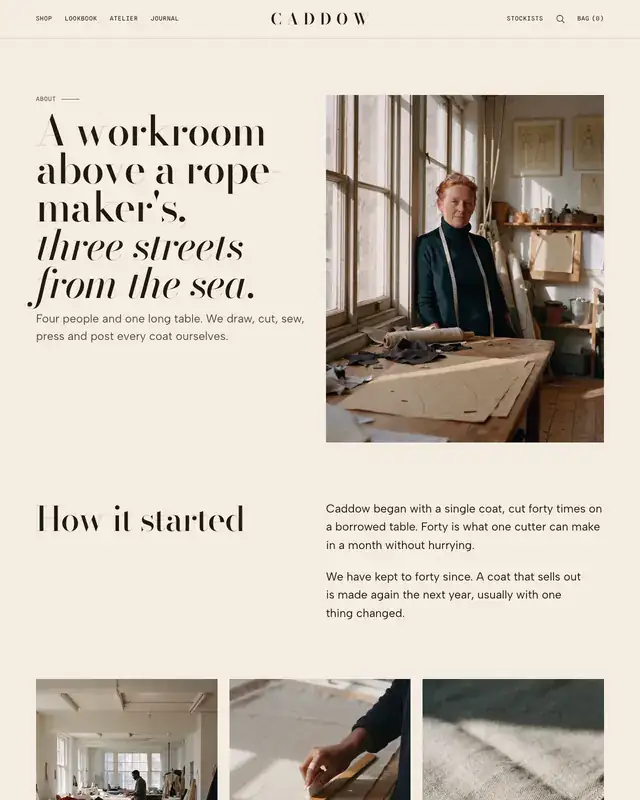 SHOP LOOKBOOK ATELIER JOURNAL
CADDOW
STOCKISTS BAG (0)
ABOUT
A workroom
above a rope-
maker's.
three streets
from the sea.
Four people and one long table. We draw, cut, sew,
press and post every coat ourselves.
How it started
Caddow began with a single coat, cut forty times on
a borrowed table. Forty is what one cutter can make
in a month without hurrying.
We have kept to forty since. A coat that sells out
is made again the next year, usually with one
thing changed.